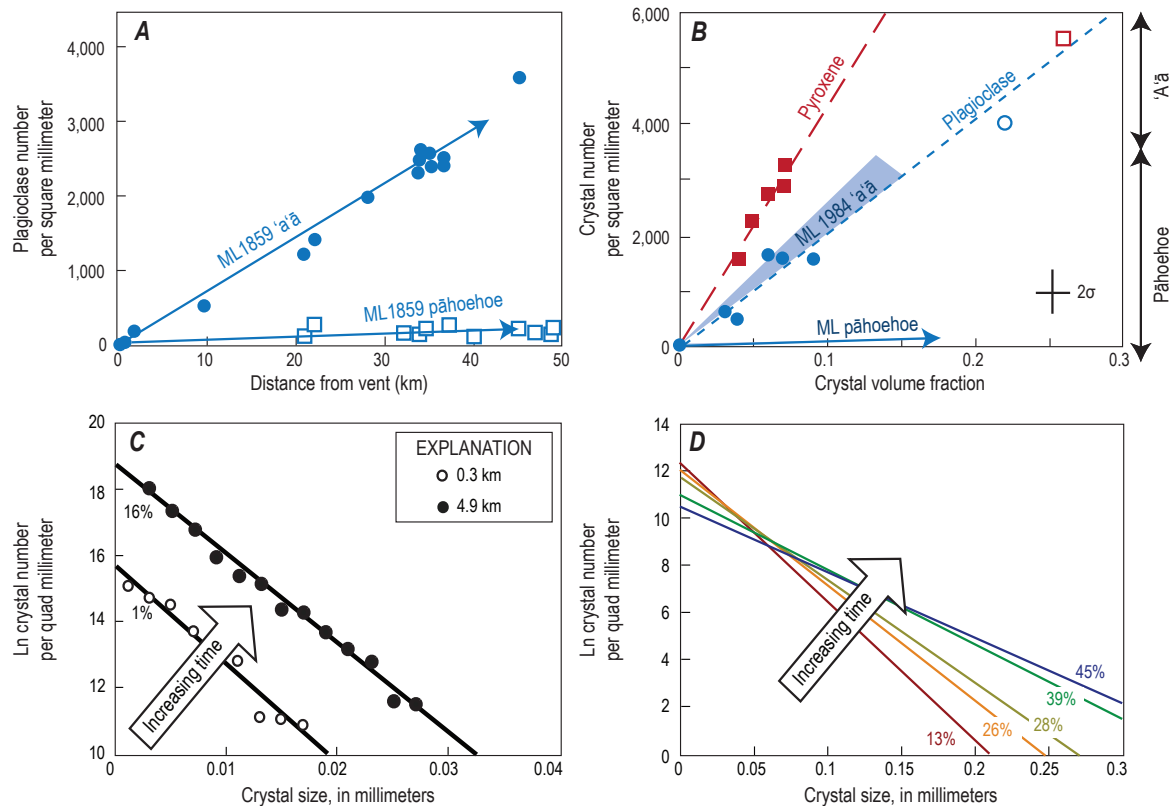 A
Plagioclase number
per square millimeter
4,000
3,000
2,000
1,000
0
ML1859 ‘a‘ā
ML1859 pāhoehoe
0
10
20
30
40
50
Distance from vent (km)
B
Crystal number
per square millimeter
6,000
4,000
2,000
0
Pyroxene
Plagioclase
ML 1984 ‘a‘ā
ML pāhoehoe
2σ
‘A‘ā
Pāhoehoe
0
0.1
0.2
0.3
Crystal volume fraction
C
Ln crystal number
per quad millimeter
20
18
16
14
12
10
EXPLANATION
0.3 km
4.9 km
16%
1%
Increasing time
0
0.01
0.02
0.03
0.04
Crystal size, in millimeters
D
Ln crystal number
per quad millimeter
14
12
10
8
6
4
2
0
Increasing time
45%
39%
28%
26%
13%
0
0.05
0.10
0.15
0.20
0.25
0.3
Crystal size, in millimeters